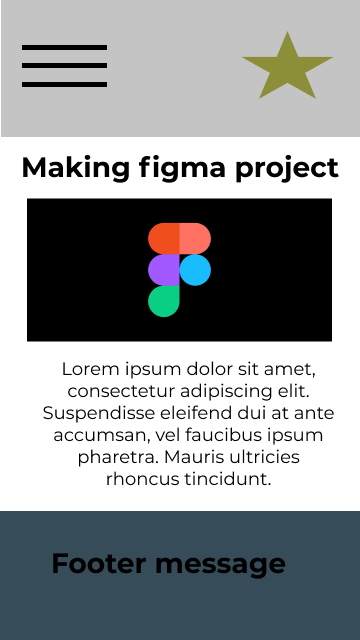 Making figma project
Lorem ipsum dolor sit amet,
consectetur adipiscing elit.
Suspendisse eleifend dui at ante
accumsan, vel faucibus ipsum
pharetra. Mauris ultricies
rhoncus tincidunt.
Footer message